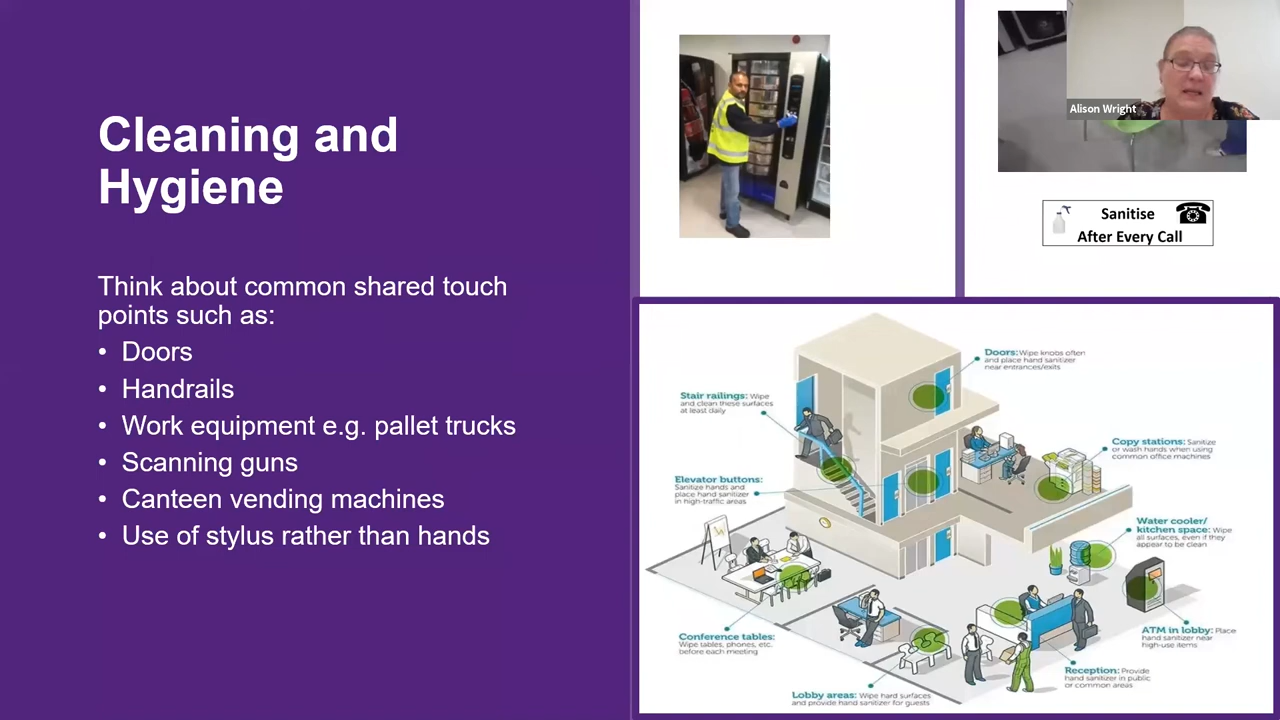 Cleaning and
Hygiene
Think about common shared touch
points such as:
• Doors
• Handrails
• Work equipment e.g. pallet trucks
• Scanning guns
• Canteen vending machines
• Use of stylus rather than hands
Alison Wright
Sanitise
After Every Call
Doors: Wipe knobs often
and place hand sanitizer
near entrances/exits
Stair railings: Wipe
and clean these surfaces
at least daily
Copy stations: Sanitize
or wash hands when using
common office machines
Elevator buttons:
Sanitize hands and
place hand sanitizer
in high-traffic areas
Water cooler/
kitchen space: Wipe
all surfaces, even if they
appear to be clean
Conference tables:
Wipe tables, phones, etc.
before each meeting
ATM in lobby: Place
hand sanitizer near
high-use items
Reception: Provide
hand sanitizer in public
or common areas
Lobby areas: Wipe hard surfaces
and provide hand sanitizer for guests